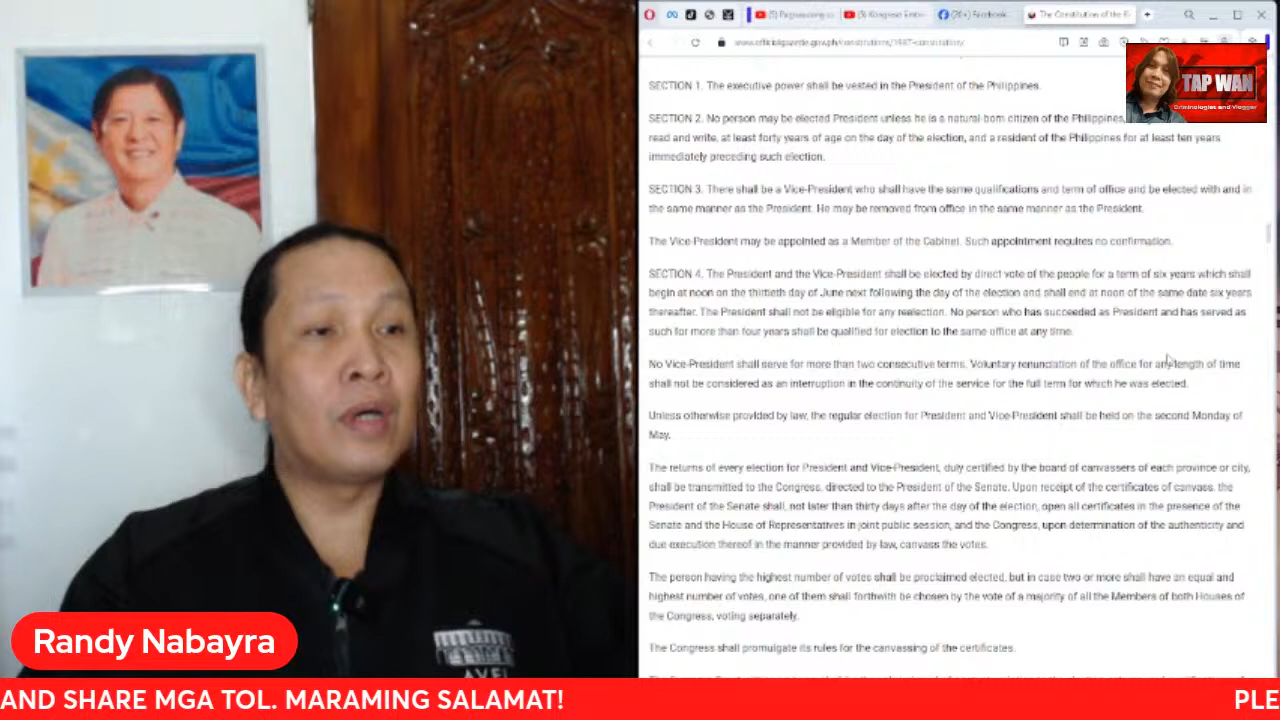 (5) Kongreso
(20+) Facebook
The Constitution of the
www.officialgazette.gov.ph/constitutions/1987-constitution/
TAP WAN
Criminologist and Vlogger
SECTION 1. The executive power shall be vested in the President of the Philippines.
SECTION 2. No person may be elected President unless he is a natural-born citizen of the Philippines,
read and write, at least forty years of age on the day of the election, and a resident of the Philippines for at least ten years
immediately preceding such election.
SECTION 3. There shall be a Vice-President who shall have the same qualifications and term of office and be elected with and in
the same manner as the President. He may be removed from office in the same manner as the President.
The Vice-President may be appointed as a Member of the Cabinet. Such appointment requires no confirmation.
SECTION 4. The President and the Vice-President shall be elected by direct vote of the people for a term of six years which shall
begin at noon on the thirtieth day of June next following the day of the election and shall end at noon of the same date six years
thereafter. The President shall not be eligible for any reelection. No person who has succeeded as President and has served as
such for more than four years shall be qualified for election to the same office at any time.
No Vice-President shall serve for more than two consecutive terms. Voluntary renunciation of the office for any length of time
shall not be considered as an interruption in the continuity of the service for the full term for which he was elected.
Unless otherwise provided by law, the regular election for President and Vice-President shall be held on the second Monday of
May.
The returns of every election for President and Vice-President, duly certified by the board of canvassers of each province or city,
shall be transmitted to the Congress, directed to the President of the Senate. Upon receipt of the certificates of canvass, the
President of the Senate shall, not later than thirty days after the day of the election, open all certificates in the presence of the
Senate and the House of Representatives in joint public session, and the Congress, upon determination of the authenticity and
due execution thereof in the manner provided by law, canvass the votes.
The person having the highest number of votes shall be proclaimed elected, but in case two or more shall have an equal and
highest number of votes, one of them shall forthwith be chosen by the vote of a majority of all the Members of both Houses of
the Congress, voting separately.
The Congress shall promulgate its rules for the canvassing of the certificates.
Randy Nabayra
AND SHARE MGA TOL. MARAMING SALAMAT!
PLE